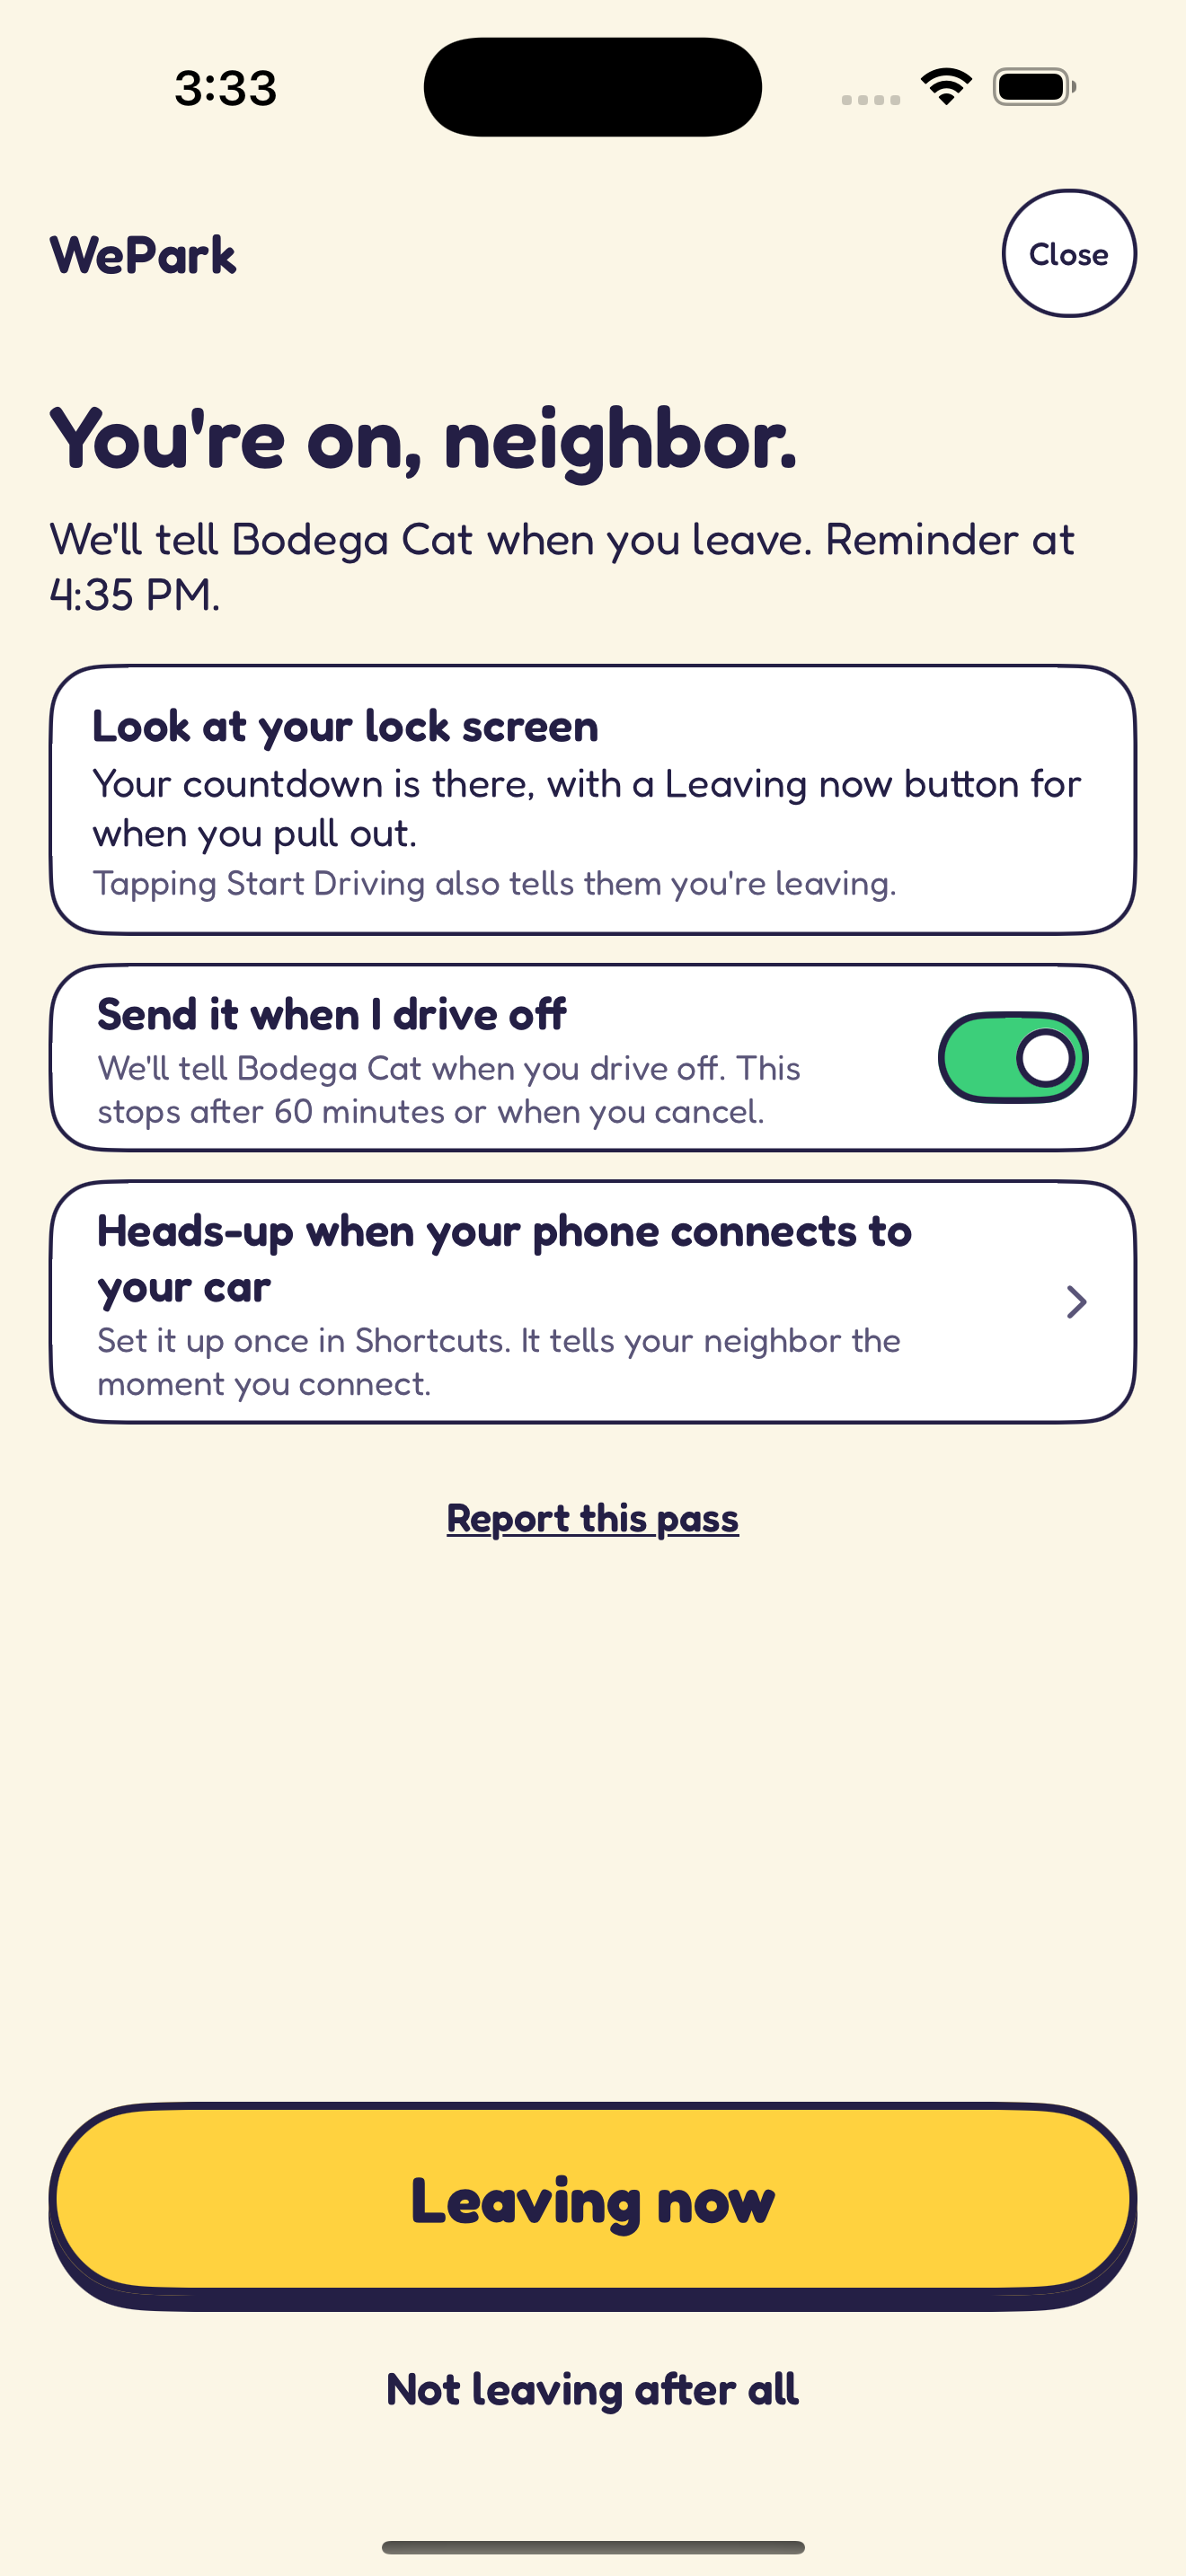 3:33
WePark
Close
You're on, neighbor.
We'll tell Bodega Cat when you leave. Reminder at
4:35 PM.
Look at your lock screen
Your countdown is there, with a Leaving now button for
when you pull out.
Tapping Start Driving also tells them you're leaving.
Send it when I drive off
We'll tell Bodega Cat when you drive off. This
stops after 60 minutes or when you cancel.
Heads-up when your phone connects to
your car
Set it up once in Shortcuts. It tells your neighbor the
moment you connect.
Report this pass
Leaving now
Not leaving after all